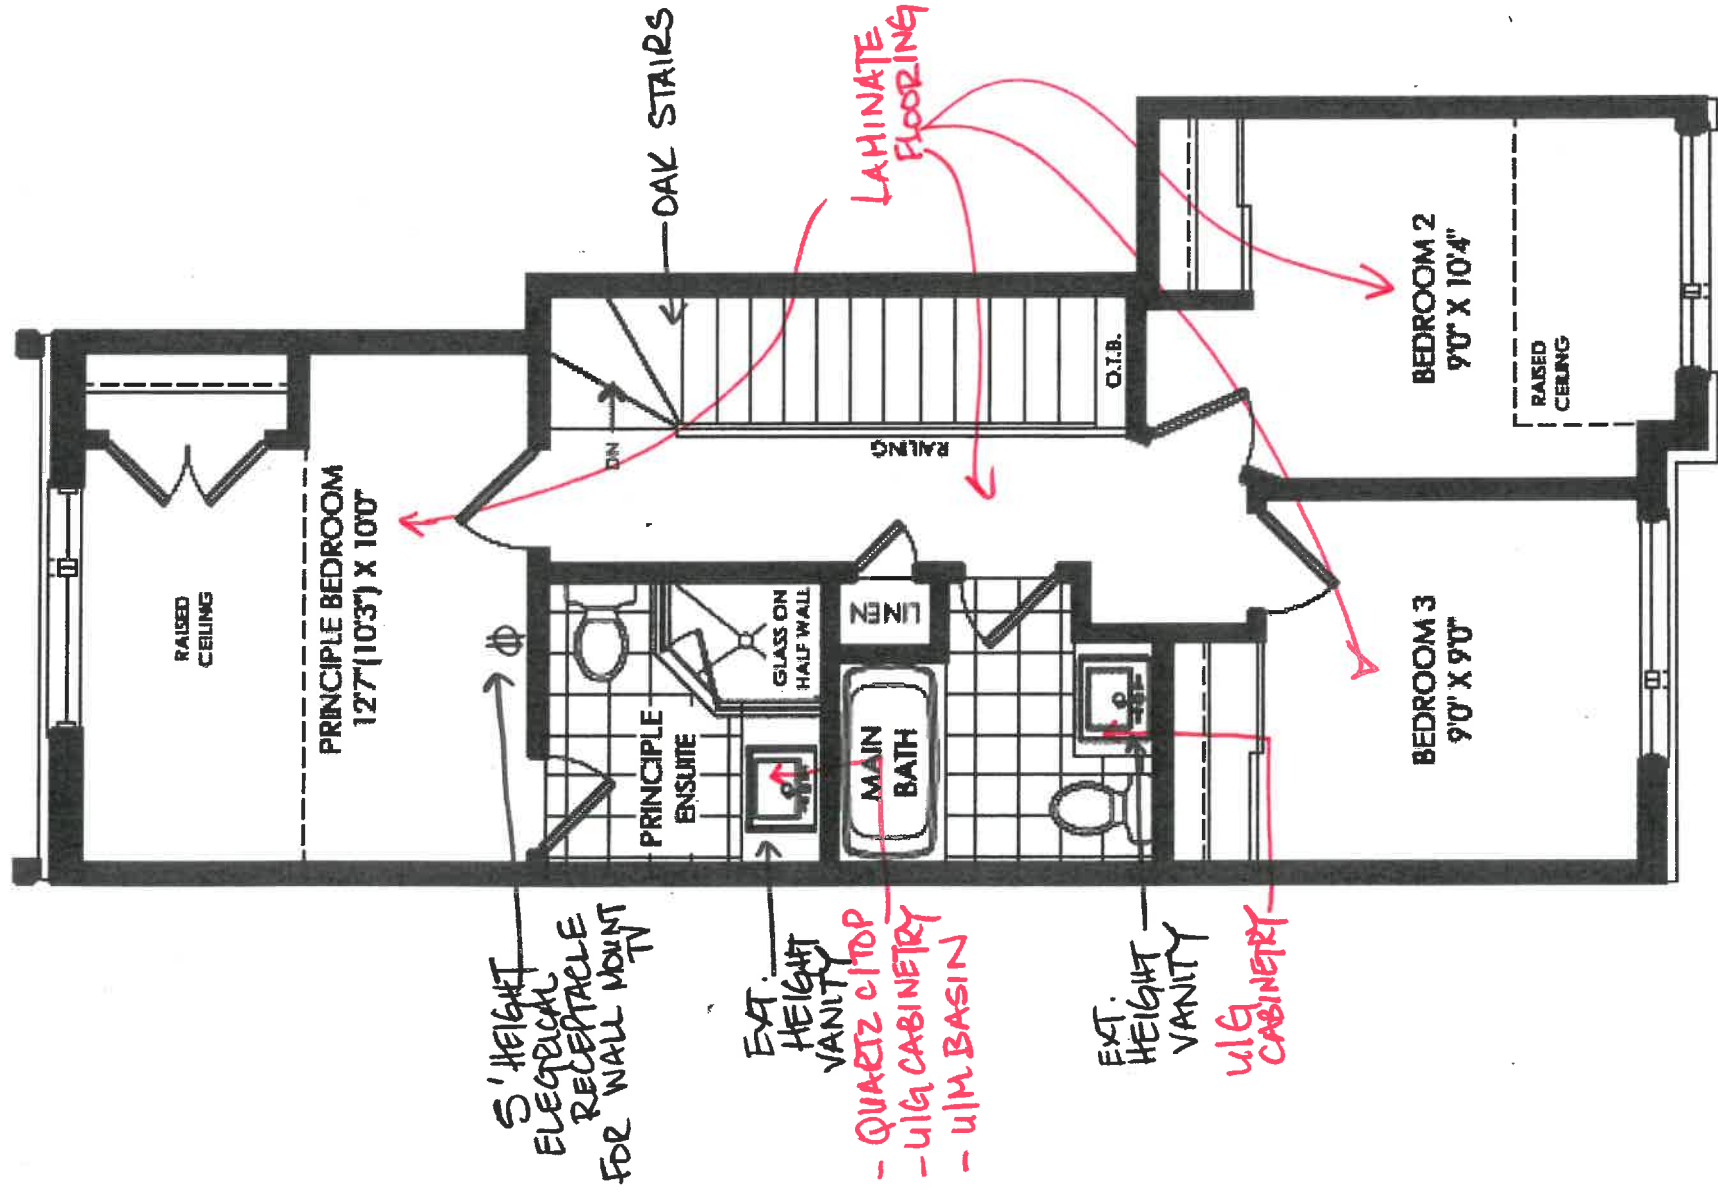 OAK STAIRS
LAMINATE
FLOORING
RAISED
CEILING
PRINCIPLE BEDROOM
12'7"(10'3") X 10'0"
DN
RAILING
O.T.B.
BEDROOM 2
9'0" X 10'4"
RAISED
CEILING
GLASS ON
HALF WALL
LINEN
PRINCIPLE
ENSUITE
MAIN
BATH
BEDROOM 3
9'0" X 9'0"
5' HEIGHT
ELECTRICAL
RECEPTACLE
FOR WALL MOUNT
TV
EXT.
HEIGHT
VANITY
- QUARTZ C/TOP
- U/G CABINETRY
- U/M BASIN
EXT.
HEIGHT
VANITY
U/G
CABINETRY